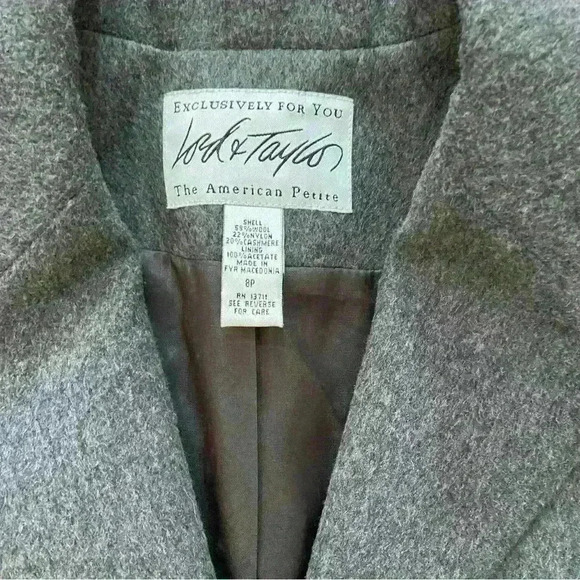 EXCLUSIVELY FOR YOU
Lord & Taylor
The American Petite
SHELL
59%WOOL
22%NYLON
20%CASHMERE
LINING
100%ACETATE
MADE IN
FYR MACEDONIA
8P
RN 13711
SEE REVERSE
FOR CARE